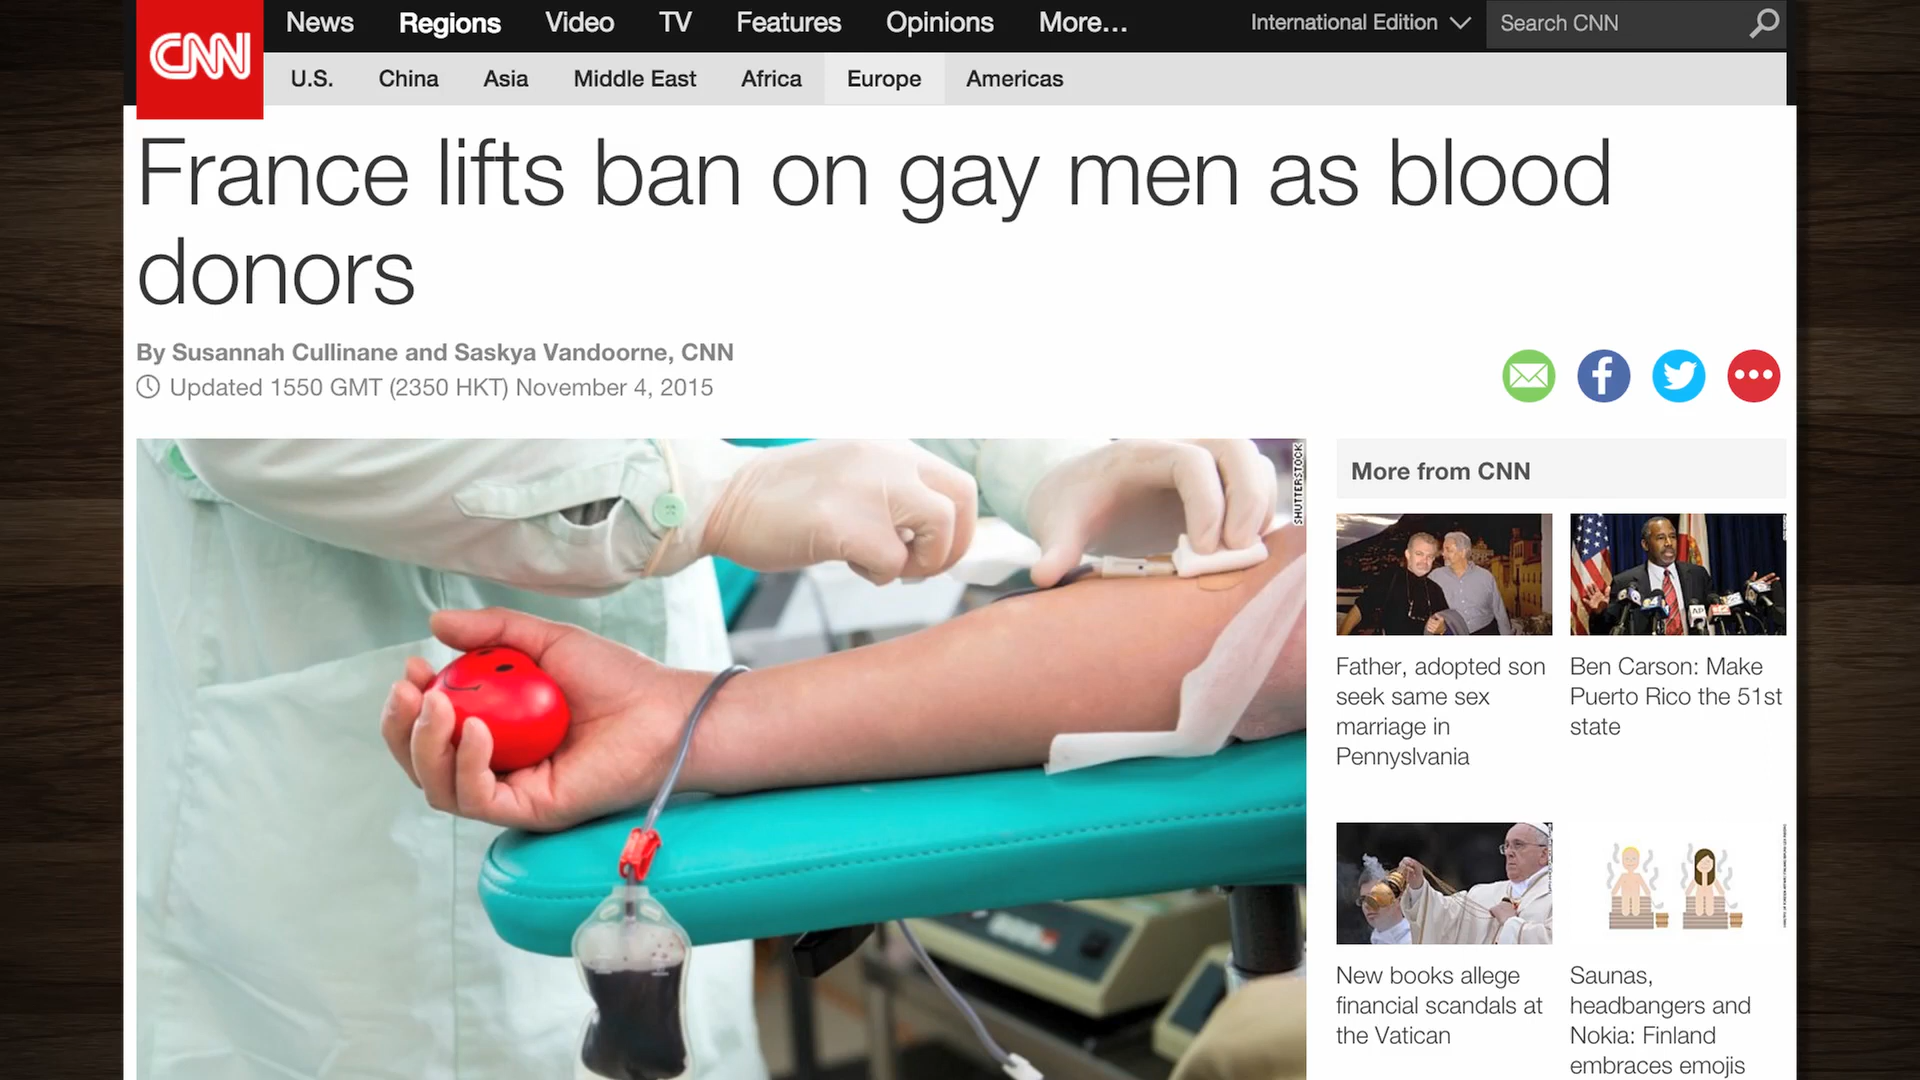 CNN
News Regions Video TV Features Opinions More...
International Edition
Search CNN
U.S. China Asia Middle East Africa Europe Americas
France lifts ban on gay men as blood
donors
By Susannah Cullinane and Saskya Vandoorne, CNN
Updated 1550 GMT (2350 HKT) November 4, 2015
SHUTTERSTOCK
More from CNN
Father, adopted son
seek same sex
marriage in
Pennyslvania
AP
Ben Carson: Make
Puerto Rico the 51st
state
New books allege
financial scandals at
the Vatican
Saunas,
headbangers and
Nokia: Finland
embraces emojis